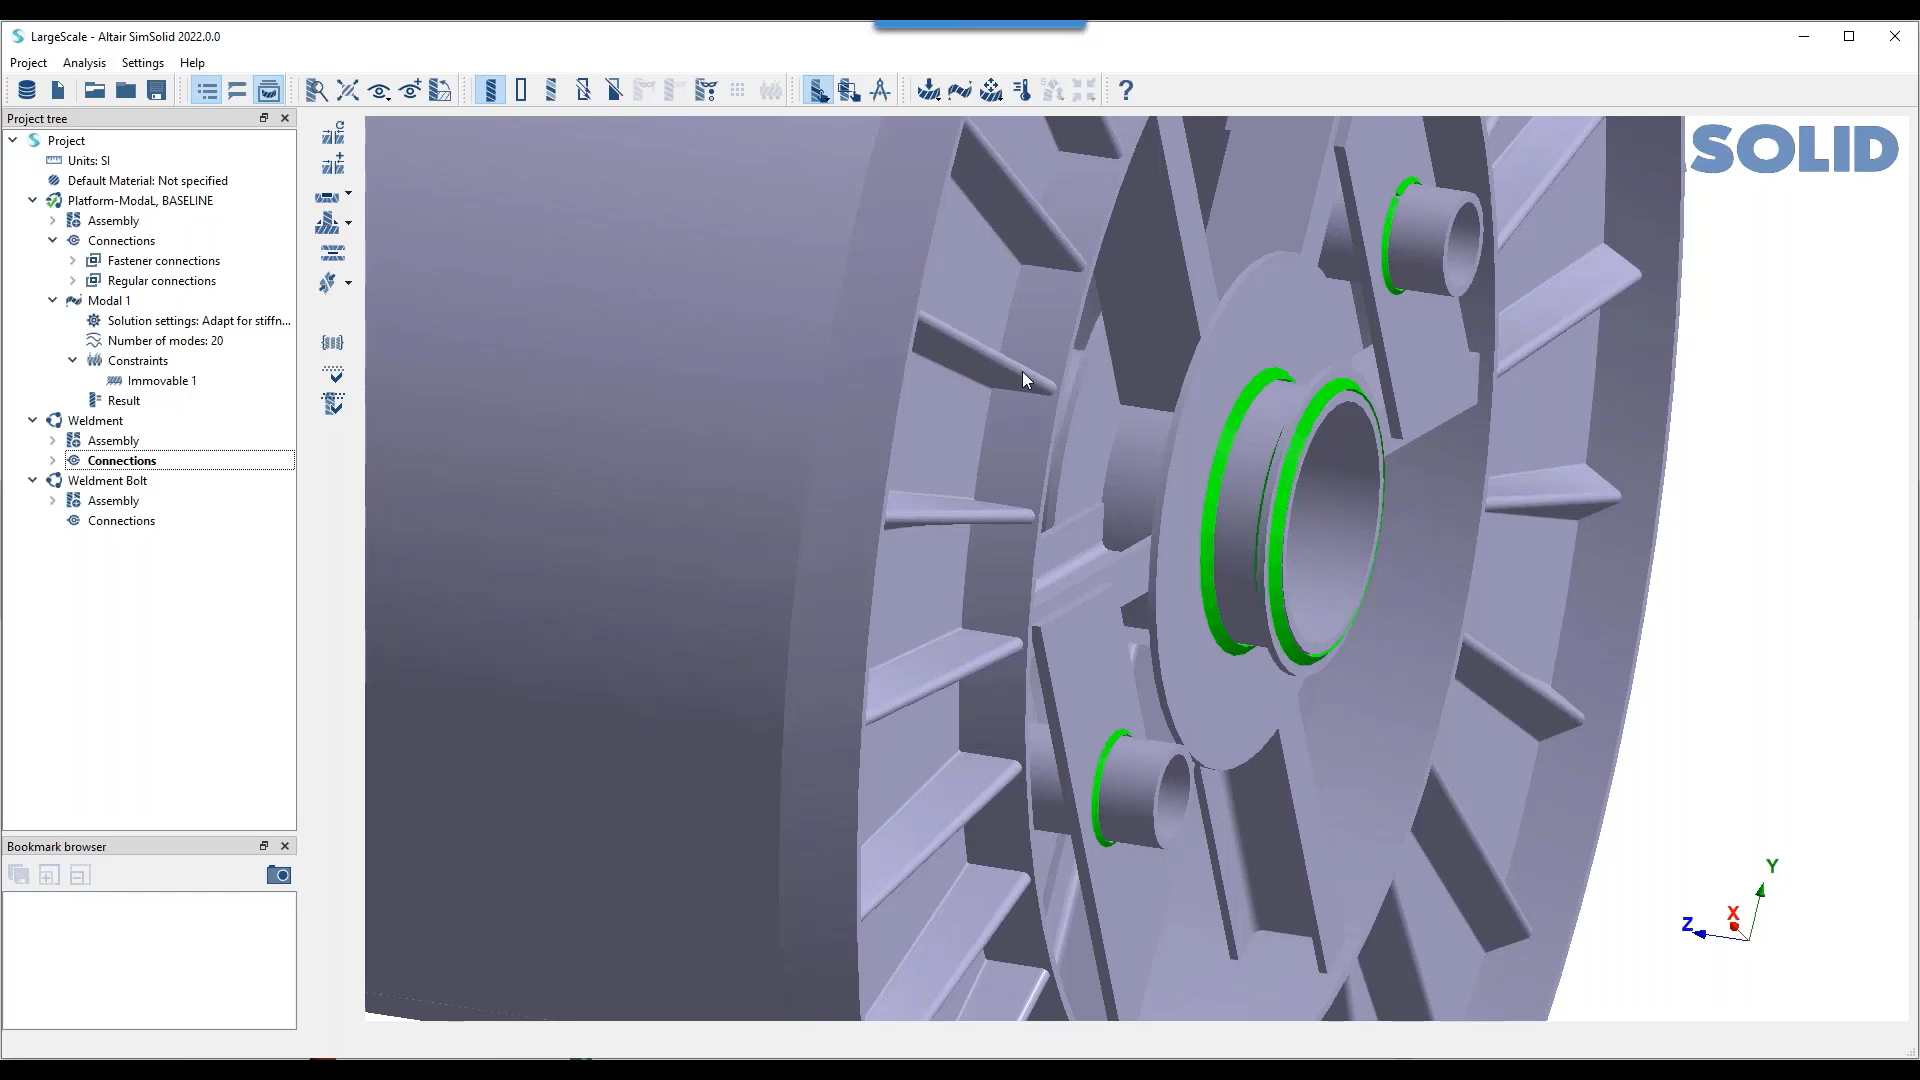 LargeScale - Altair SimSolid 2022.0.0
Project Analysis Settings Help
Project tree
Project
Units: SI
Default Material: Not specified
Platform-ModaL, BASELINE
Assembly
Connections
Fastener connections
Regular connections
Modal 1
Solution settings: Adapt for stiffn...
Number of modes: 20
Constraints
Immovable 1
Result
Weldment
Assembly
Connections
Weldment Bolt
Assembly
Connections
Bookmark browser
SOLID
Y
X
Z